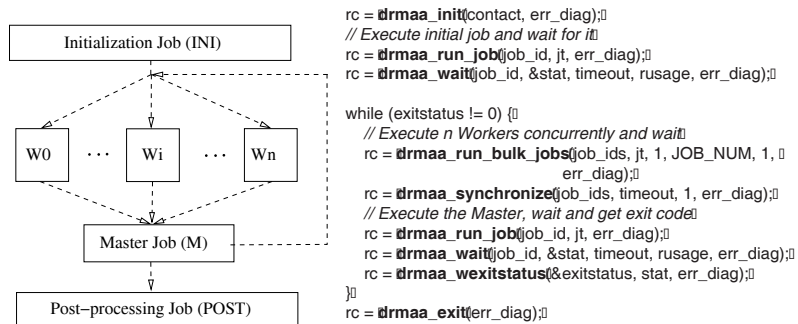 Initialization Job (INI)
W0
...
Wi
...
Wn
Master Job (M)
Post−processing Job (POST)
rc = drmaa_init(contact, err_diag);
// Execute initial job and wait for it
rc = drmaa_run_job(job_id, jt, err_diag);
rc = drmaa_wait(job_id, &stat, timeout, rusage, err_diag);
while (exitstatus != 0) {
// Execute n Workers concurrently and wait
rc = drmaa_run_bulk_jobs(job_ids, jt, 1, JOB_NUM, 1,
err_diag);
rc = drmaa_synchronize(job_ids, timeout, 1, err_diag);
// Execute the Master, wait and get exit code
rc = drmaa_run_job(job_id, jt, err_diag);
rc = drmaa_wait(job_id, &stat, timeout, rusage, err_diag);
rc = drmaa_wexitstatus(&exitstatus, stat, err_diag);
}
rc = drmaa_exit(err_diag);